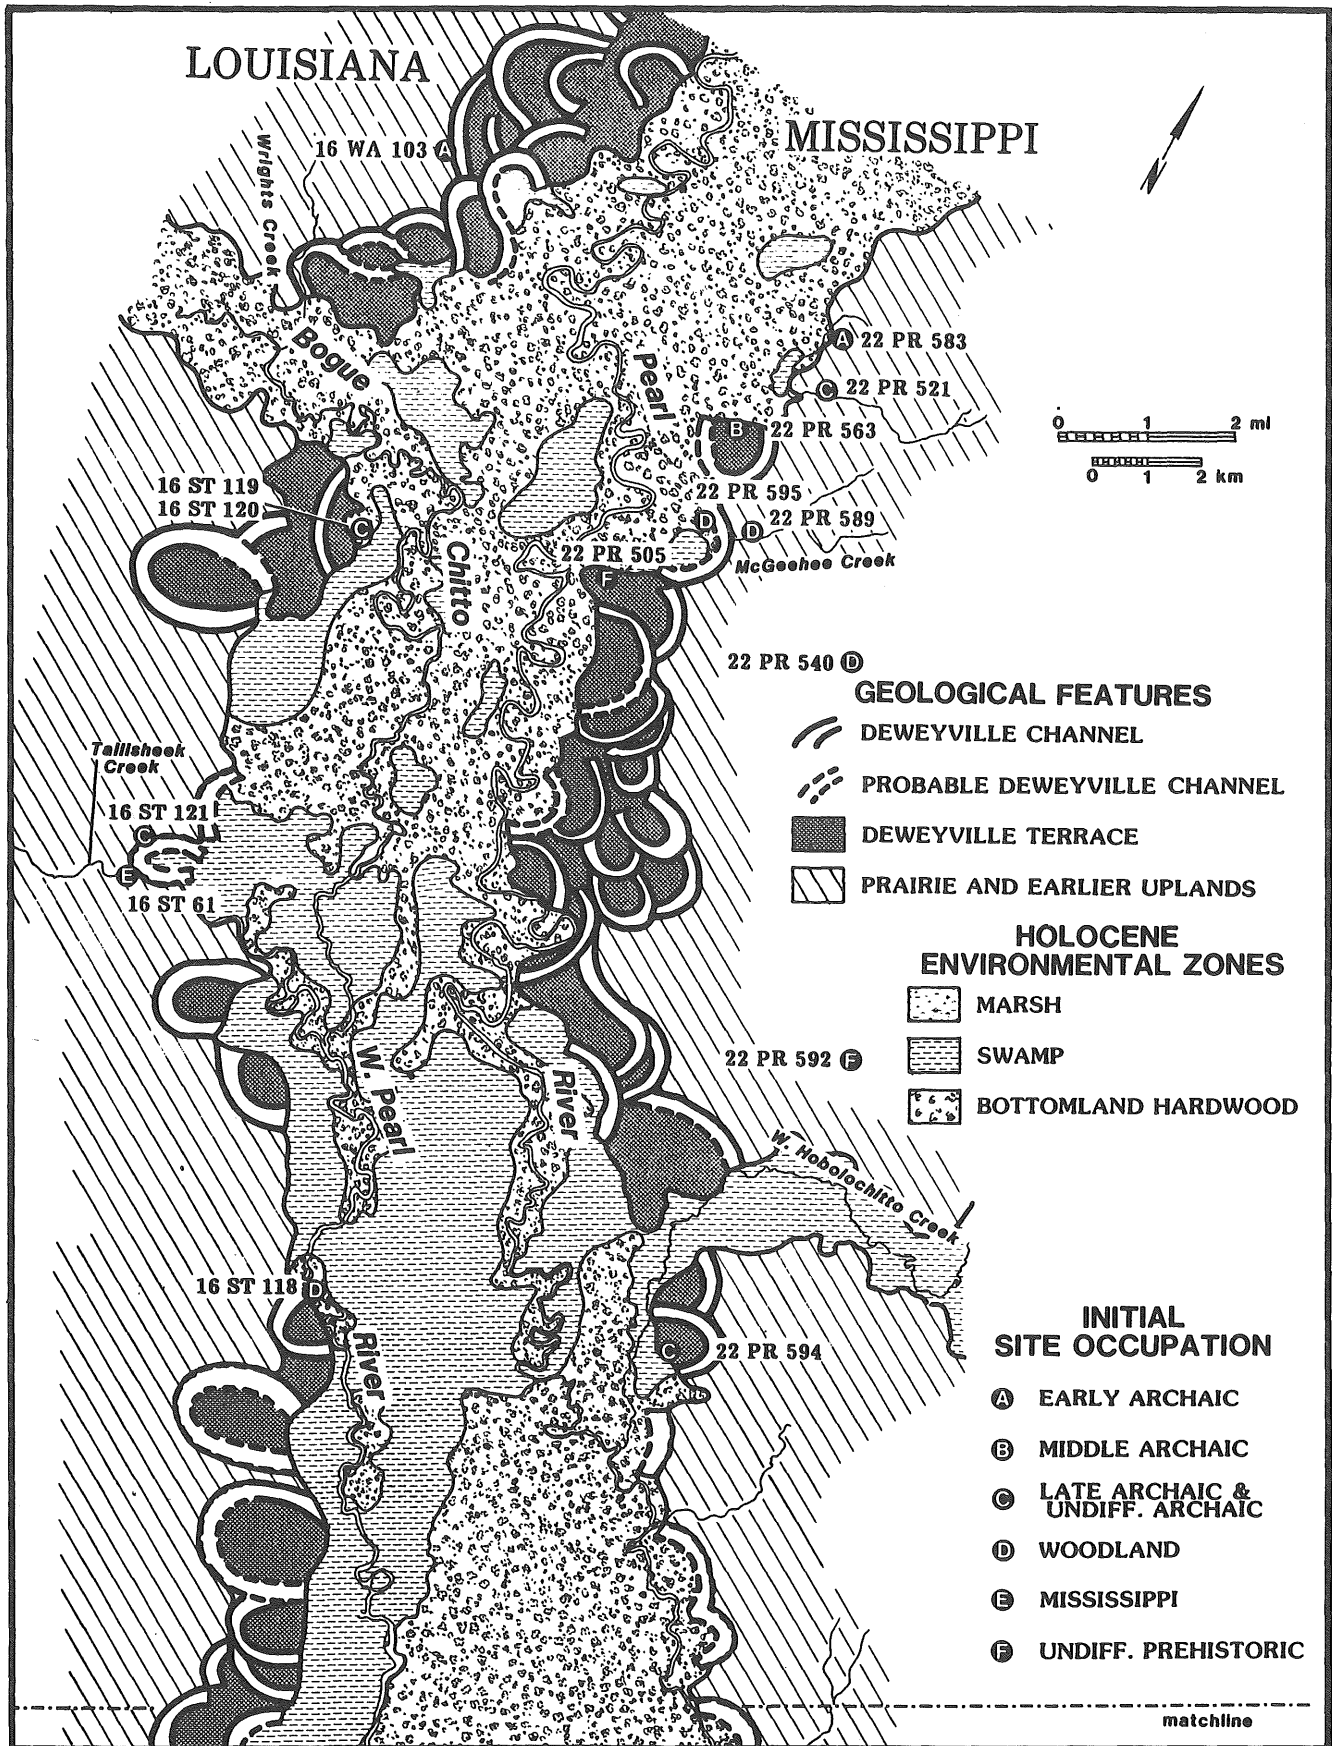 LOUISIANA
MISSISSIPPI
16 WA 103 A
Wrights Creek
Bogue
Pearl
A 22 PR 583
C 22 PR 521
B 22 PR 563
0 1 2 mi
0 1 2 km
16 ST 119
16 ST 120
C
22 PR 595
D
D 22 PR 589
22 PR 505
F
McGeehee Creek
Chitto
22 PR 540 D
GEOLOGICAL FEATURES
DEWEYVILLE CHANNEL
PROBABLE DEWEYVILLE CHANNEL
DEWEYVILLE TERRACE
PRAIRIE AND EARLIER UPLANDS
Tallisheek
Creek
16 ST 121
C
E
16 ST 61
HOLOCENE
ENVIRONMENTAL ZONES
MARSH
SWAMP
BOTTOMLAND HARDWOOD
22 PR 592 F
W. Pearl
River
W. Hobolochitto Creek
16 ST 118 D
River
C 22 PR 594
INITIAL
SITE OCCUPATION
A EARLY ARCHAIC
B MIDDLE ARCHAIC
C LATE ARCHAIC &
UNDIFF. ARCHAIC
D WOODLAND
E MISSISSIPPI
F UNDIFF. PREHISTORIC
matchline